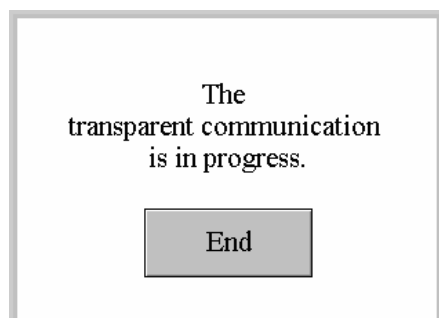 The
transparent communication
is in progress.
End